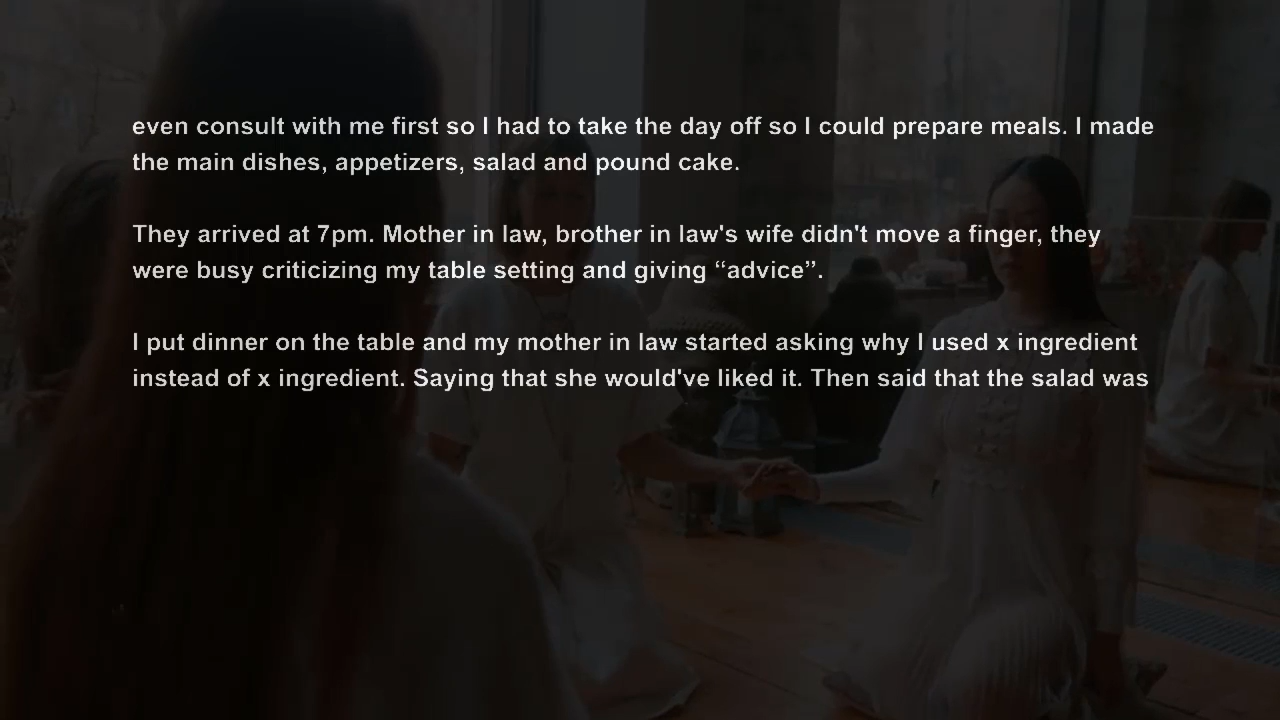 even consult with me first so I had to take the day off so I could prepare meals. I made
the main dishes, appetizers, salad and pound cake.
They arrived at 7pm. Mother in law, brother in law's wife didn't move a finger, they
were busy criticizing my table setting and giving “advice”.
I put dinner on the table and my mother in law started asking why I used x ingredient
instead of x ingredient. Saying that she would've liked it. Then said that the salad was